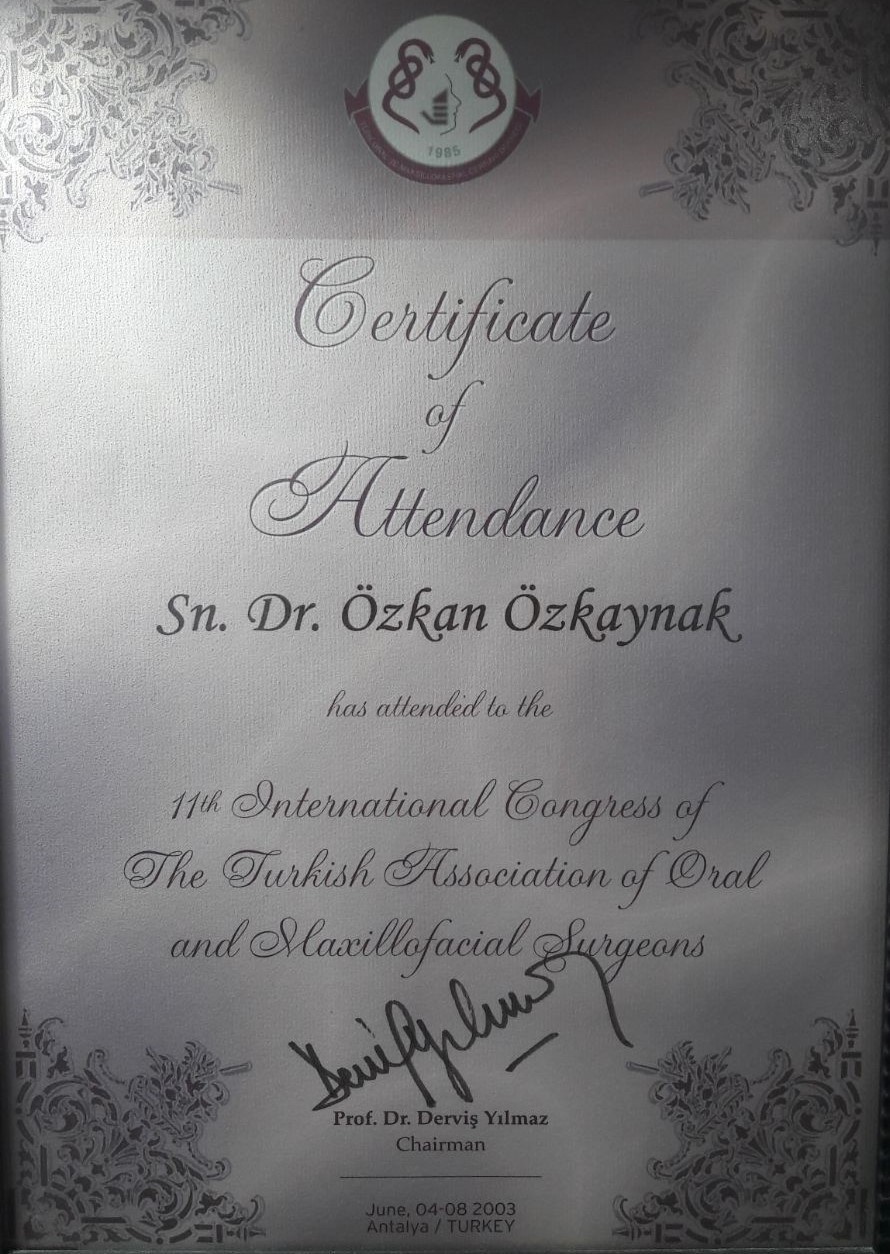 1985
Certificate
of
Attendance
Sn. Dr. Özkan Özkaynak
has attended to the
11th International Congress of
The Turkish Association of Oral
and Maxillofacial Surgeons
Prof. Dr. Derviş Yılmaz
Chairman
June, 04-08 2003
Antalya / TURKEY